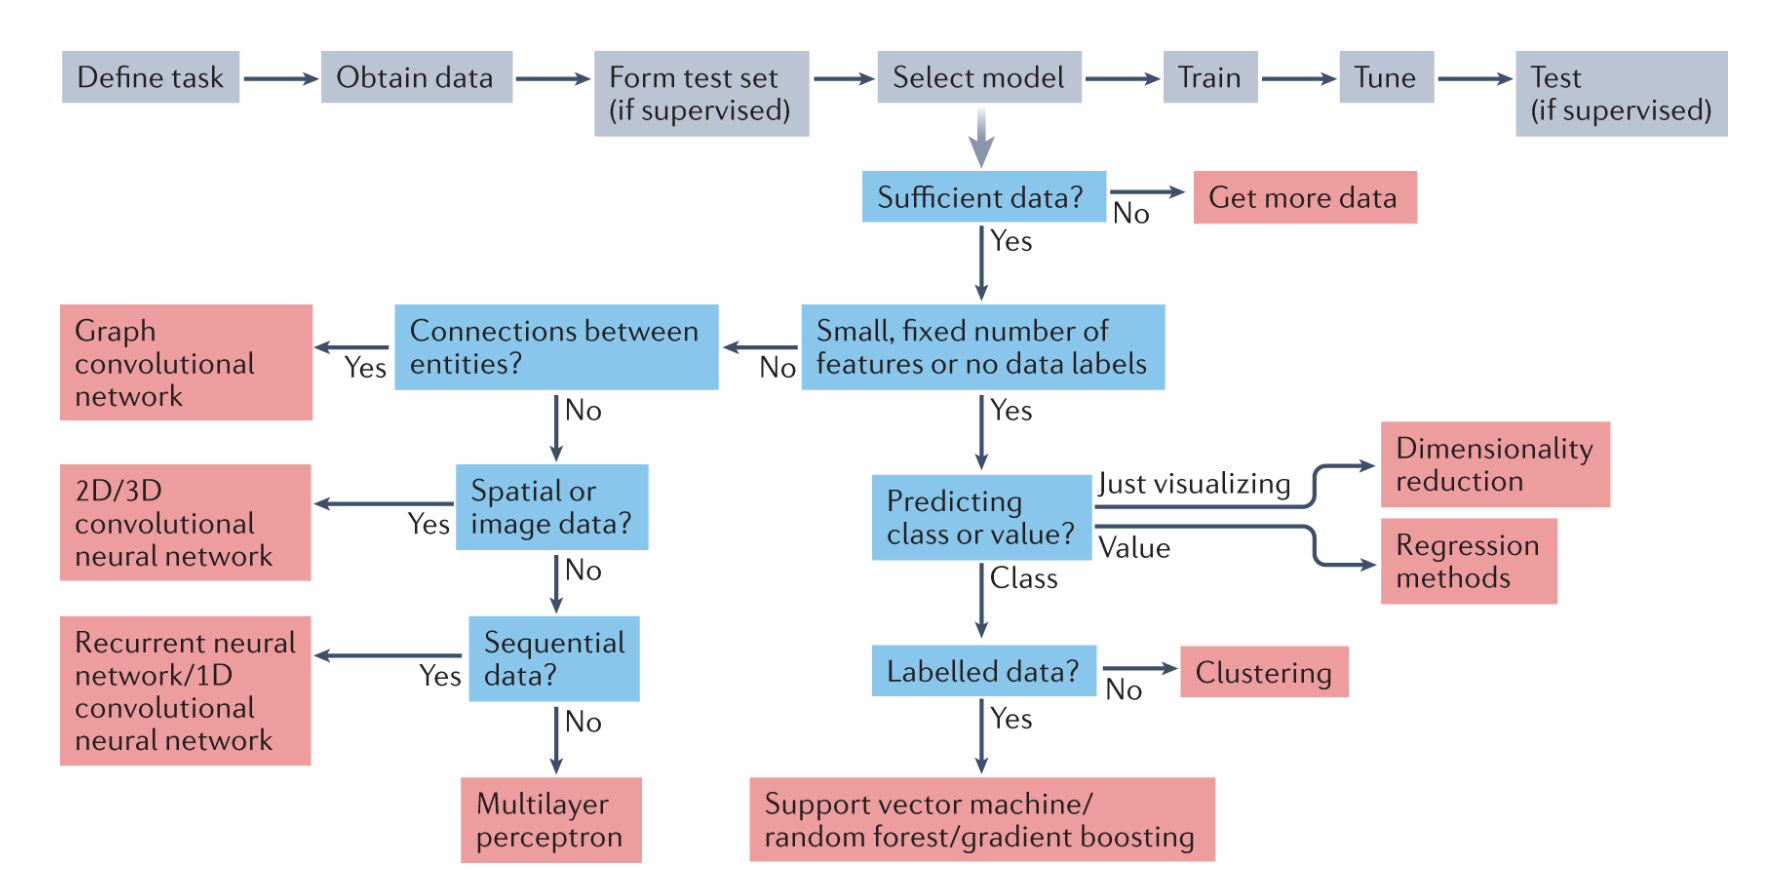 Define task
Obtain data
Form test set
(if supervised)
Select model
Train
Tune
Test
(if supervised)
Sufficient data?
No
Get more data
Yes
Graph
convolutional
network
Yes
Connections between
entities?
No
Small, fixed number of
features or no data labels
No
Yes
2D/3D
convolutional
neural network
Yes
Spatial or
image data?
No
Predicting
class or value?
Just visualizing
Dimensionality
reduction
Value
Regression
methods
Class
Recurrent neural
network/1D
convolutional
neural network
Yes
Sequential
data?
No
Labelled data?
No
Clustering
Yes
Multilayer
perceptron
Support vector machine/
random forest/gradient boosting